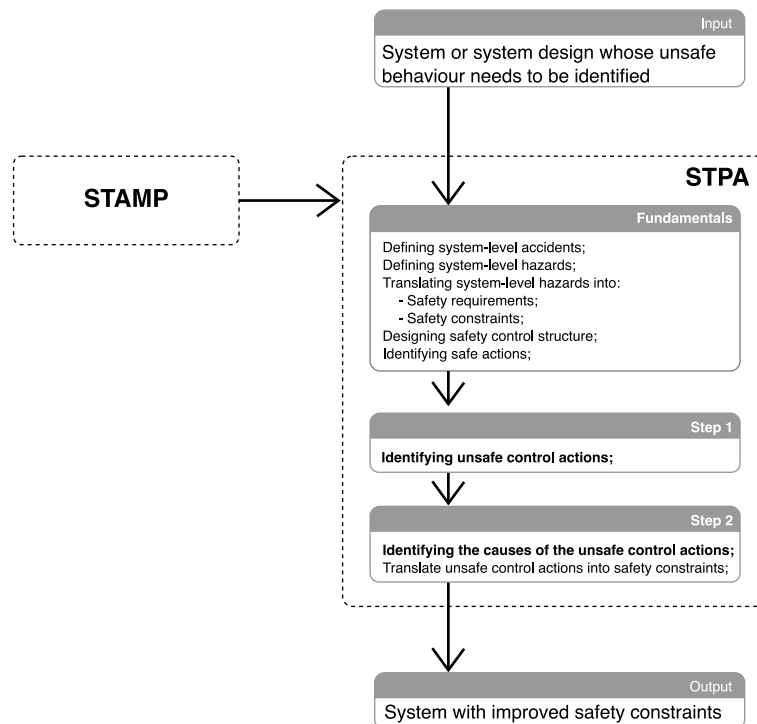 Input
System or system design whose unsafe
behaviour needs to be identified
STAMP
STPA
Fundamentals
Defining system-level accidents;
Defining system-level hazards;
Translating system-level hazards into:
- Safety requirements;
- Safety constraints;
Designing safety control structure;
Identifying safe actions;
Step 1
Identifying unsafe control actions;
Step 2
Identifying the causes of the unsafe control actions;
Translate unsafe control actions into safety constraints;
Output
System with improved safety constraints